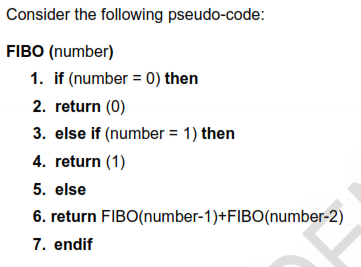 Consider the following pseudo-code:
FIBO (number)
1. if (number = 0) then
2. return (0)
3. else if (number = 1) then
4. return (1)
5. else
6. return FIBO(number-1)+FIBO(number-2)
7. endif